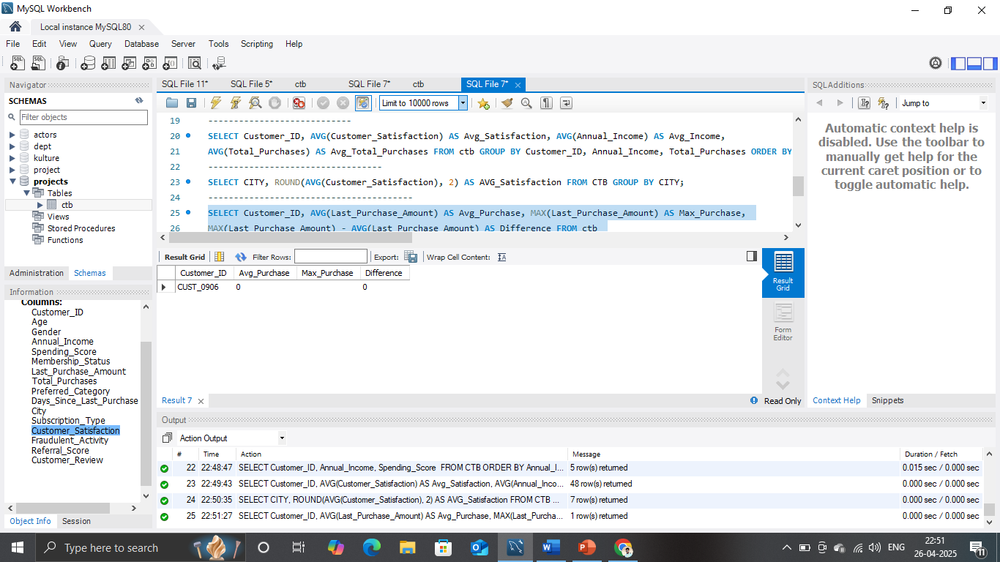 MySQL Workbench
Local instance MySQL80
File Edit View Query Database Server Tools Scripting Help
Navigator
SCHEMAS
Filter objects
actors
dept
kulture
project
projects
Tables
ctb
Views
Stored Procedures
Functions
Administration Schemas
Information
Columns:
Customer_ID
Age
Gender
Annual_Income
Spending_Score
Membership_Status
Last_Purchase_Amount
Total_Purchases
Preferred_Category
Days_Since_Last_Purchase
City
Subscription_Type
Customer_Satisfaction
Fraudulent_Activity
Referral_Score
Customer_Review
Object Info Session
SQL File 11* SQL File 5* ctb SQL File 7* ctb SQL File 7*
Limit to 10000 rows
19 ----------------------------
20 SELECT Customer_ID, AVG(Customer_Satisfaction) AS Avg_Satisfaction, AVG(Annual_Income) AS Avg_Income,
21 AVG(Total_Purchases) AS Avg_Total_Purchases FROM ctb GROUP BY Customer_ID, Annual_Income, Total_Purchases ORDER BY
22 ----------------------------------
23 SELECT CITY, ROUND(AVG(Customer_Satisfaction), 2) AS AVG_Satisfaction FROM CTB GROUP BY CITY;
24 ----------------------------------------
25 SELECT Customer_ID, AVG(Last_Purchase_Amount) AS Avg_Purchase, MAX(Last_Purchase_Amount) AS Max_Purchase,
26 MAX(Last_Purchase_Amount) - AVG(Last_Purchase_Amount) AS Difference FROM ctb
Result Grid Filter Rows: Export: Wrap Cell Content: IA
Customer_ID Avg_Purchase Max_Purchase Difference
CUST_0906 0 0
Result Grid
Form Editor
Result 7
Read Only
Output
Action Output
# Time Action Message Duration / Fetch
22 22:48:47 SELECT Customer_ID, Annual_Income, Spending_Score FROM CTB ORDER BY Annual_I... 5 row(s) returned 0.015 sec / 0.000 sec
23 22:49:43 SELECT Customer_ID, AVG(Customer_Satisfaction) AS Avg_Satisfaction, AVG(Annual_Inco... 48 row(s) returned 0.000 sec / 0.000 sec
24 22:50:35 SELECT CITY, ROUND(AVG(Customer_Satisfaction), 2) AS AVG_Satisfaction FROM CTB ... 7 row(s) returned 0.000 sec / 0.000 sec
25 22:51:27 SELECT Customer_ID, AVG(Last_Purchase_Amount) AS Avg_Purchase, MAX(Last_Purcha... 1 row(s) returned 0.000 sec / 0.000 sec
SQLAdditions
Jump to
Automatic context help is
disabled. Use the toolbar to
manually get help for the
current caret position or to
toggle automatic help.
Context Help Snippets
Type here to search
ENG
22:51
26-04-2025
11